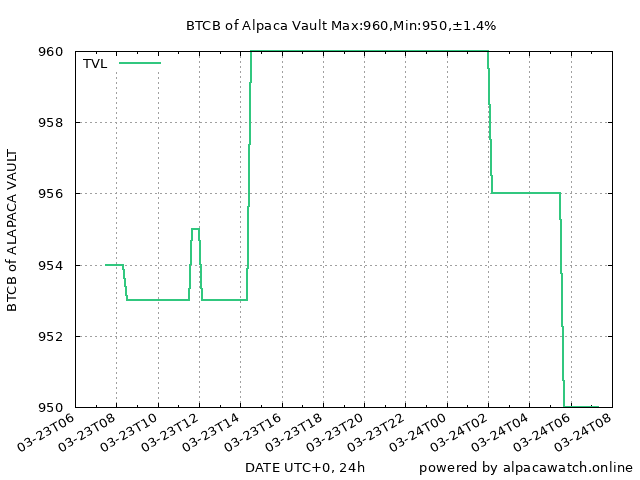 BTCB of Alpaca Vault Max:960,Min:950,±1.4%
TVL
960
958
956
954
952
950
BTCB of ALAPACA VAULT
03-23T06
03-23T08
03-23T10
03-23T12
03-23T14
03-23T16
03-23T18
03-23T20
03-23T22
03-24T00
03-24T02
03-24T04
03-24T06
03-24T08
DATE UTC+0, 24h
powered by alpacawatch.online